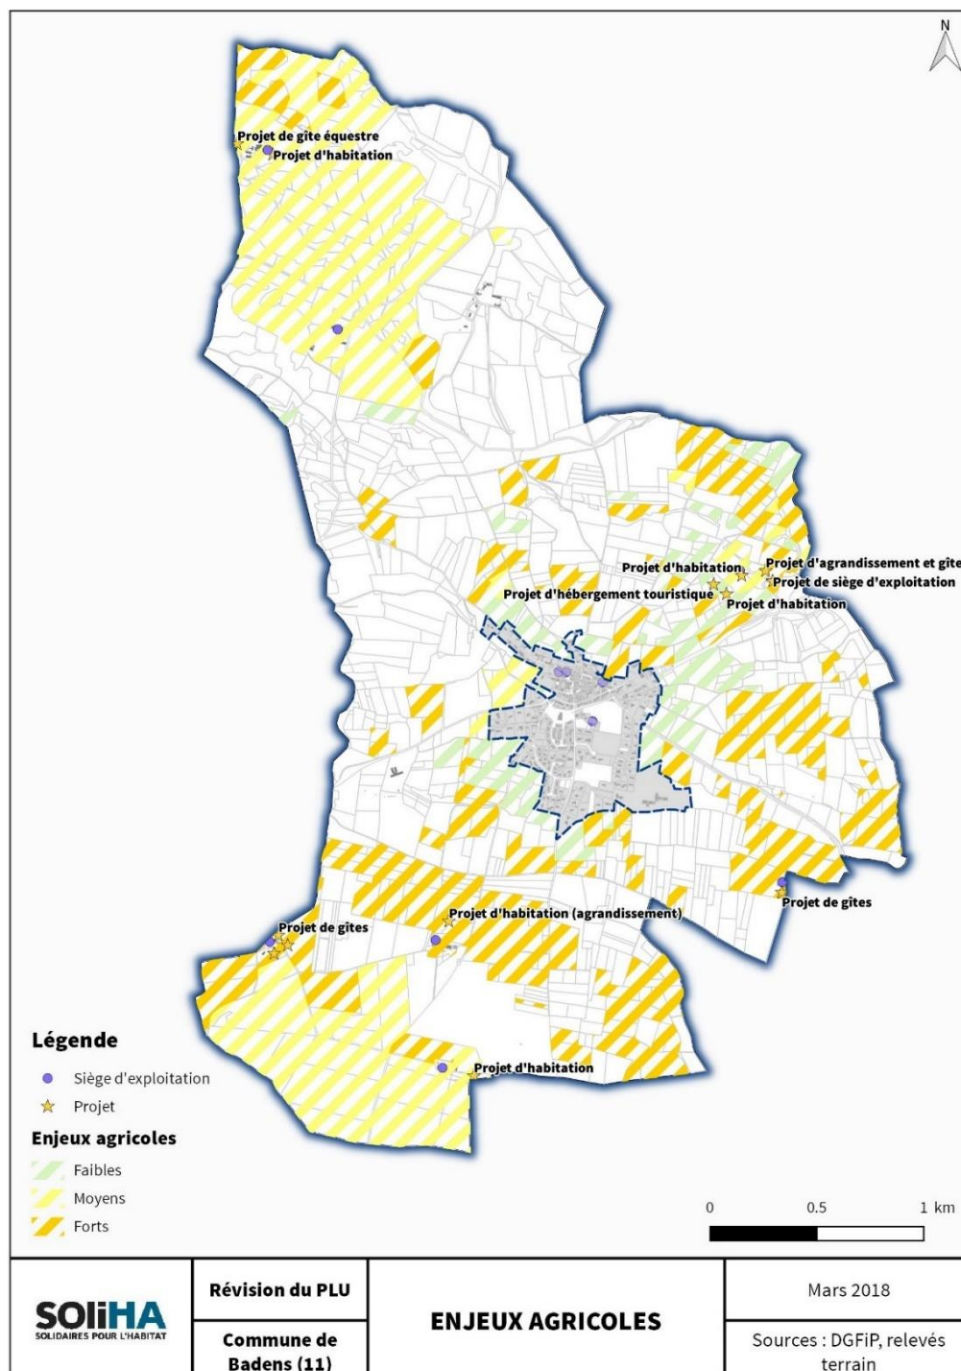 N
Projet de gîte équestre
Projet d'habitation
Projet d'habitation
Projet d'agrandissement et gîte
Projet de siège d'exploitation
Projet d'hébergement touristique
Projet d'habitation
Projet de gîtes
Projet d'habitation (agrandissement)
Projet de gîtes
Projet d'habitation
Légende
Siège d'exploitation
Projet
Enjeux agricoles
Faibles
Moyens
Forts
0 0.5 1 km
SOLiHA
SOLIDAIRES POUR L'HABITAT
Révision du PLU
Commune de
Badens (11)
ENJEUX AGRICOLES
Mars 2018
Sources : DGFiP, relevés
terrain